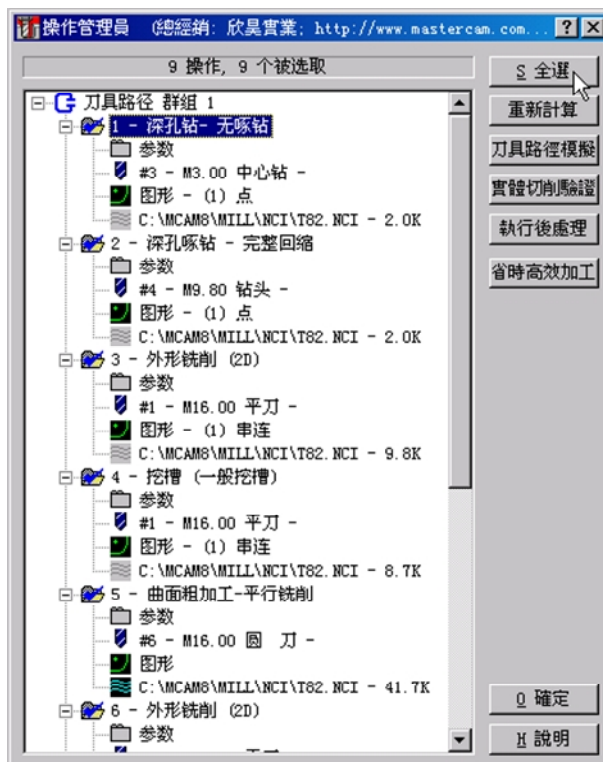 操作管理員 (總經銷: 欣昊實業; http://www.mastercam.com...
9 操作, 9 个被选取
S 全選
重新計算
刀具路徑模擬
實體切削驗證
執行後處理
省時高效加工
刀具路径 群组 1
1 - 深孔钻- 无啄钻
参数
#3 - M3.00 中心钻 -
图形 - (1) 点
C:\MCAM8\MILL\NCI\T82.NCI - 2.0K
2 - 深孔啄钻 - 完整回缩
参数
#4 - M9.80 钻头 -
图形 - (1) 点
C:\MCAM8\MILL\NCI\T82.NCI - 2.0K
3 - 外形铣削 (2D)
参数
#1 - M16.00 平刀 -
图形 - (1) 串连
C:\MCAM8\MILL\NCI\T82.NCI - 9.8K
4 - 挖槽 (一般挖槽)
参数
#1 - M16.00 平刀 -
图形 - (1) 串连
C:\MCAM8\MILL\NCI\T82.NCI - 8.7K
5 - 曲面粗加工-平行铣削
参数
#6 - M16.00 圆 刀 -
图形
C:\MCAM8\MILL\NCI\T82.NCI - 41.7K
6 - 外形铣削 (2D)
参数
O 確定
H 說明